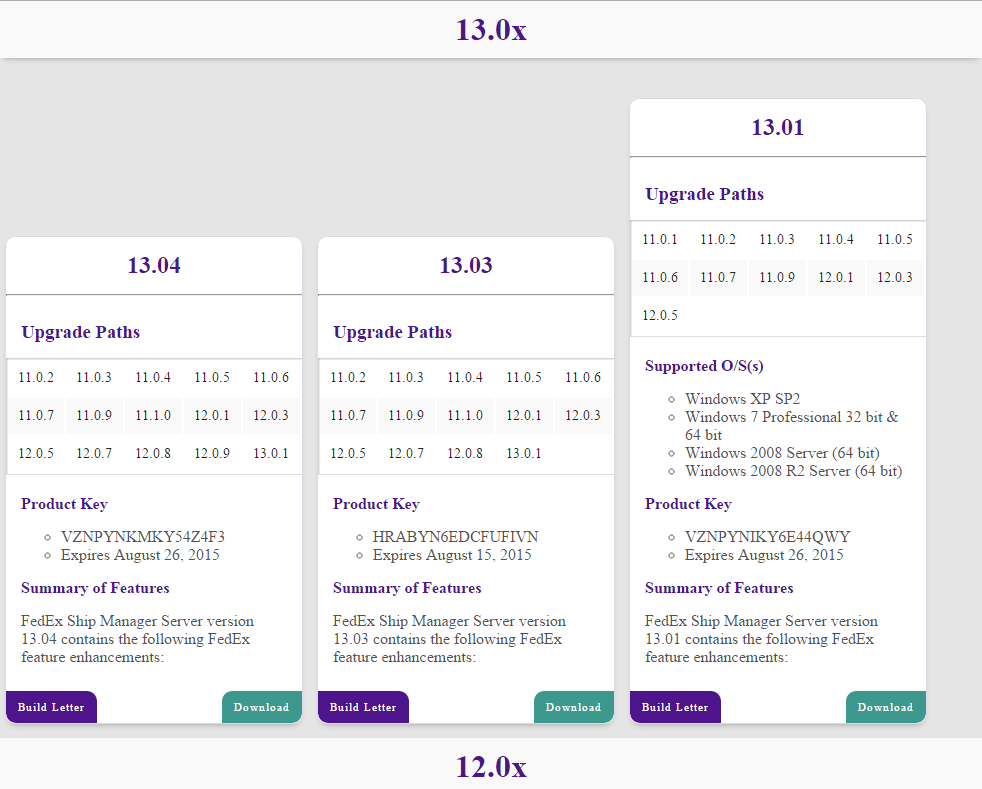 13.0x
13.04
Upgrade Paths
11.0.2 11.0.3 11.0.4 11.0.5 11.0.6
11.0.7 11.0.9 11.1.0 12.0.1 12.0.3
12.0.5 12.0.7 12.0.8 12.0.9 13.0.1
Product Key
VZNPYNKMKY54Z4F3
Expires August 26, 2015
Summary of Features
FedEx Ship Manager Server version
13.04 contains the following FedEx
feature enhancements:
Build Letter
Download
13.03
Upgrade Paths
11.0.2 11.0.3 11.0.4 11.0.5 11.0.6
11.0.7 11.0.9 11.1.0 12.0.1 12.0.3
12.0.5 12.0.7 12.0.8 13.0.1
Product Key
HRABYN6EDCFUFIVN
Expires August 15, 2015
Summary of Features
FedEx Ship Manager Server version
13.03 contains the following FedEx
feature enhancements:
Build Letter
Download
13.01
Upgrade Paths
11.0.1 11.0.2 11.0.3 11.0.4 11.0.5
11.0.6 11.0.7 11.0.9 12.0.1 12.0.3
12.0.5
Supported O/S(s)
Windows XP SP2
Windows 7 Professional 32 bit &
64 bit
Windows 2008 Server (64 bit)
Windows 2008 R2 Server (64 bit)
Product Key
VZNPYNIKY6E44QWY
Expires August 26, 2015
Summary of Features
FedEx Ship Manager Server version
13.01 contains the following FedEx
feature enhancements:
Build Letter
Download
12.0x